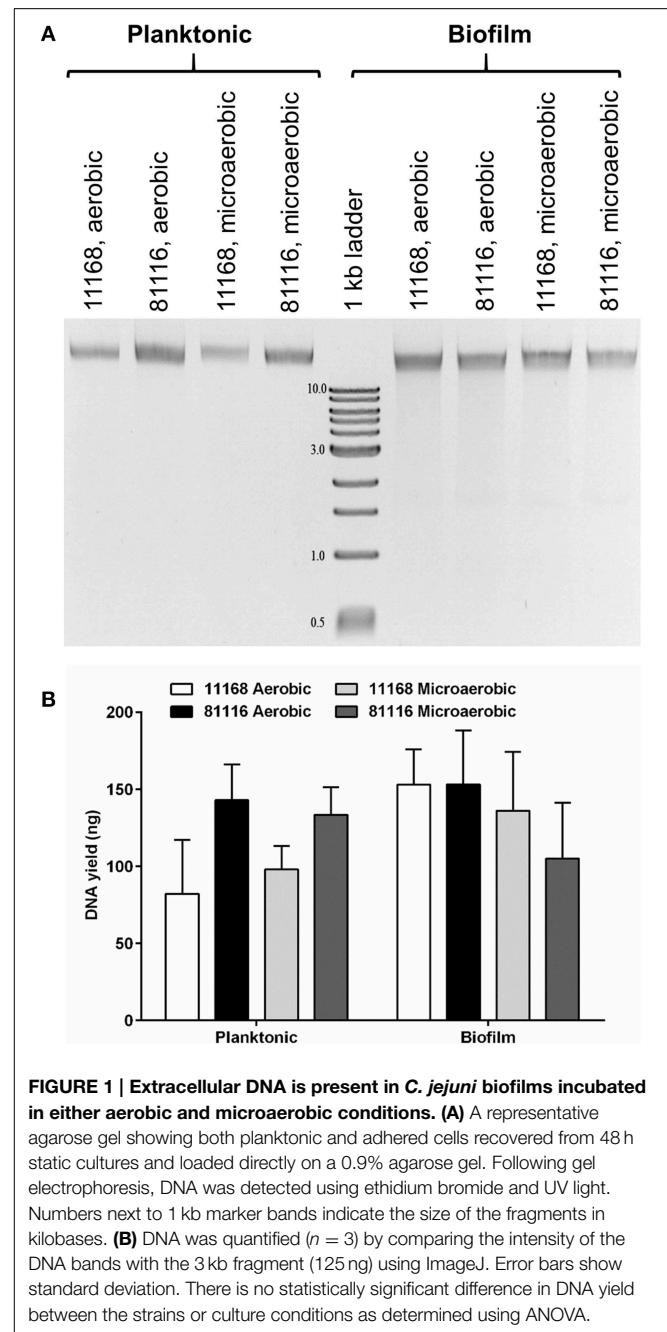 A
Planktonic
Biofilm
11168, aerobic
81116, aerobic
11168, microaerobic
81116, microaerobic
1 kb ladder
11168, aerobic
81116, aerobic
11168, microaerobic
81116, microaerobic
10.0
3.0
1.0
0.5
B
11168 Aerobic
11168 Microaerobic
81116 Aerobic
81116 Microaerobic
200
150
100
50
0
DNA yield (ng)
Planktonic
Biofilm
FIGURE 1 | Extracellular DNA is present in C. jejuni biofilms incubated
in either aerobic and microaerobic conditions. (A) A representative
agarose gel showing both planktonic and adhered cells recovered from 48 h
static cultures and loaded directly on a 0.9% agarose gel. Following gel
electrophoresis, DNA was detected using ethidium bromide and UV light.
Numbers next to 1 kb marker bands indicate the size of the fragments in
kilobases. (B) DNA was quantified (n = 3) by comparing the intensity of the
DNA bands with the 3 kb fragment (125 ng) using ImageJ. Error bars show
standard deviation. There is no statistically significant difference in DNA yield
between the strains or culture conditions as determined using ANOVA.